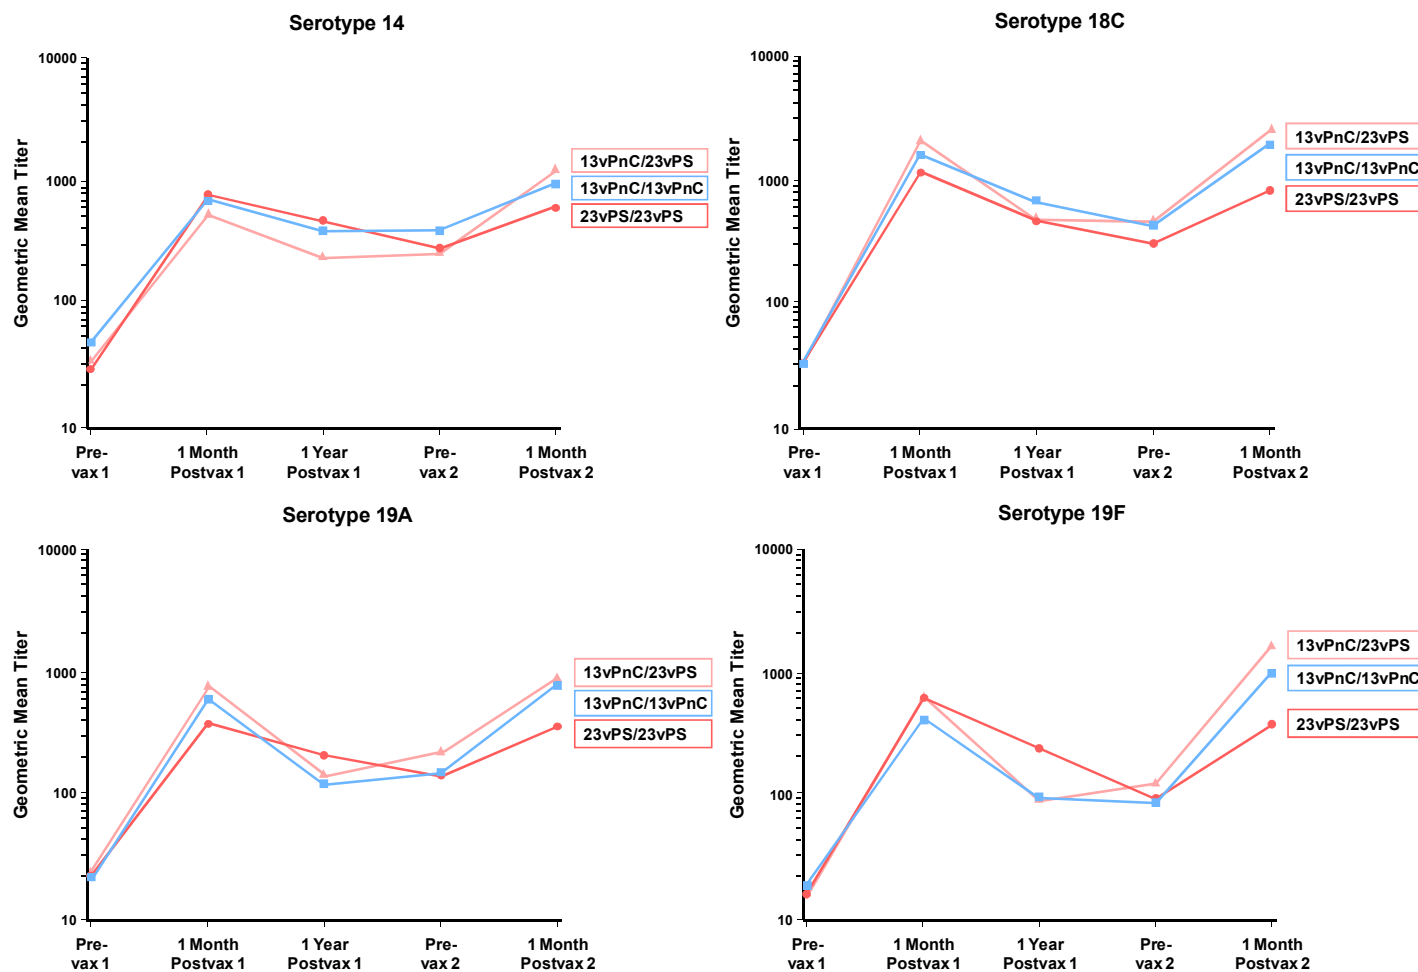 Serotype 14
Geometric Mean Titer
10000
1000
100
10
13vPnC/23vPS
13vPnC/13vPnC
23vPS/23vPS
Pre-
vax 1
1 Month
Postvax 1
1 Year
Postvax 1
Pre-
vax 2
1 Month
Postvax 2
Serotype 18C
Geometric Mean Titer
10000
1000
100
10
13vPnC/23vPS
13vPnC/13vPnC
23vPS/23vPS
Pre-
vax 1
1 Month
Postvax 1
1 Year
Postvax 1
Pre-
vax 2
1 Month
Postvax 2
Serotype 19A
Geometric Mean Titer
10000
1000
100
10
13vPnC/23vPS
13vPnC/13vPnC
23vPS/23vPS
Pre-
vax 1
1 Month
Postvax 1
1 Year
Postvax 1
Pre-
vax 2
1 Month
Postvax 2
Serotype 19F
Geometric Mean Titer
10000
1000
100
10
13vPnC/23vPS
13vPnC/13vPnC
23vPS/23vPS
Pre-
vax 1
1 Month
Postvax 1
1 Year
Postvax 1
Pre-
vax 2
1 Month
Postvax 2